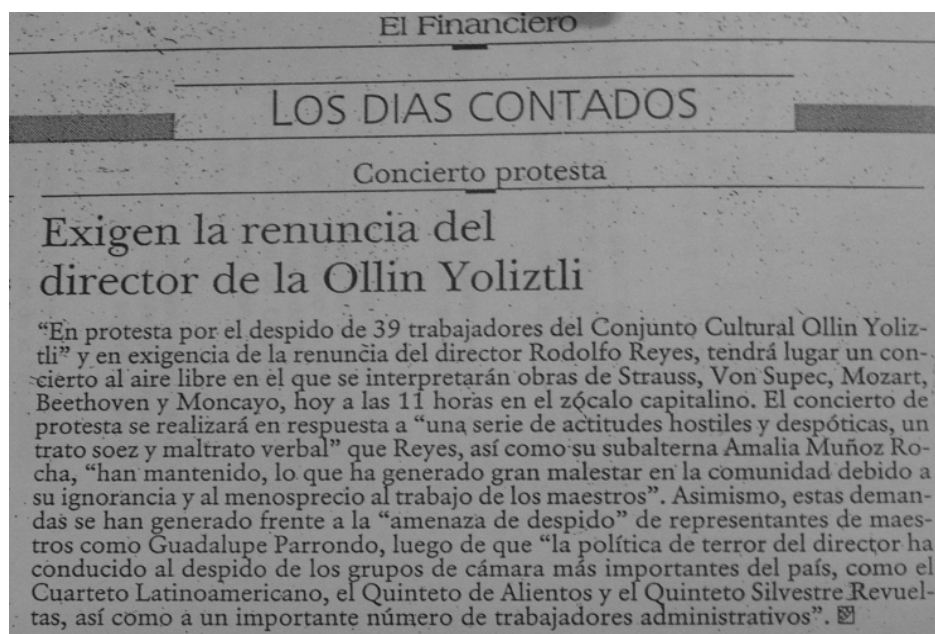 El Financiero
LOS DIAS CONTADOS
Concierto protesta
Exigen la renuncia del
director de la Ollin Yoliztli
“En protesta por el despido de 39 trabajadores del Conjunto Cultural Ollin Yoliz-
tli” y en exigencia de la renuncia del director Rodolfo Reyes, tendrá lugar un con-
cierto al aire libre en el que se interpretarán obras de Strauss, Von Supec, Mozart,
Beethoven y Moncayo, hoy a las 11 horas en el zócalo capitalino. El concierto de
protesta se realizará en respuesta a “una serie de actitudes hostiles y despóticas, un
trato soez y maltrato verbal” que Reyes, así como su subalterna Amalia Muñoz Ro-
cha, “han mantenido, lo que ha generado gran malestar en la comunidad debido a
su ignorancia y al menosprecio al trabajo de los maestros”. Asimismo, estas deman-
das se han generado frente a la “amenaza de despido” de representantes de maes-
tros como Guadalupe Parrondo, luego de que “la política de terror del director ha
conducido al despido de los grupos de cámara más importantes del país, como el
Cuarteto Latinoamericano, el Quinteto de Alientos y el Quinteto Silvestre Revuel-
tas, así como a un importante número de trabajadores administrativos”.